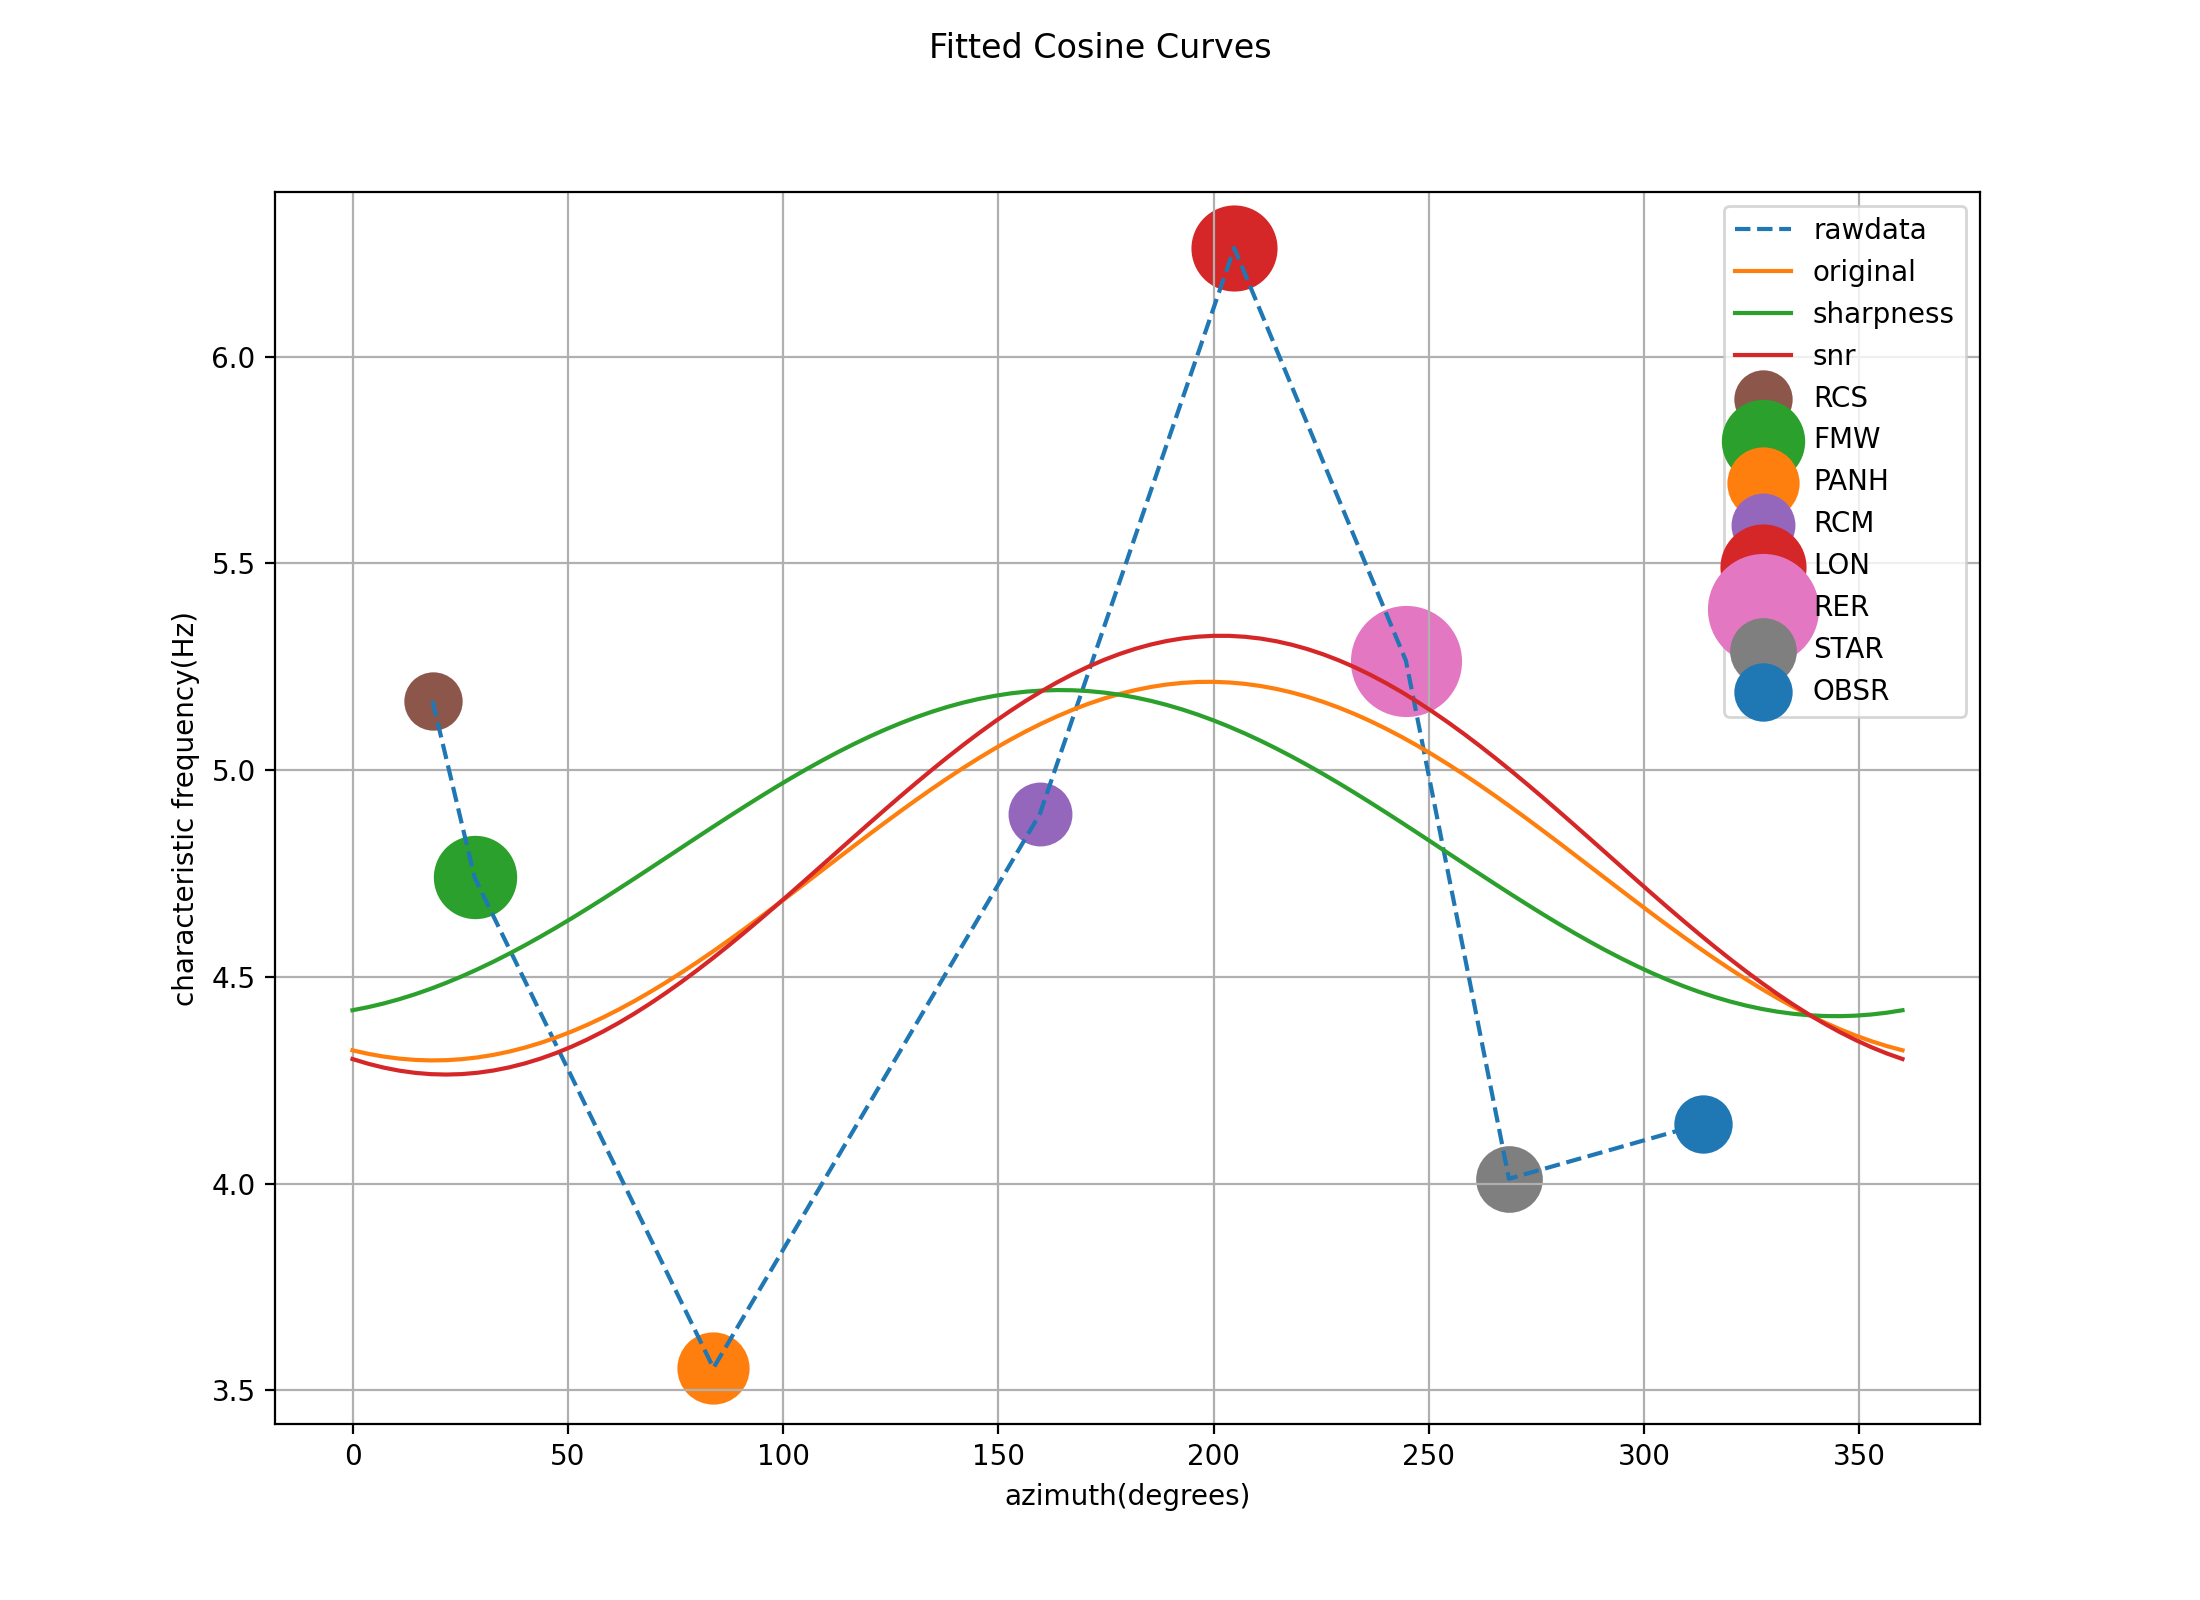 Fitted Cosine Curves
rawdata
original
sharpness
snr
RCS
FMW
PANH
RCM
LON
RER
STAR
OBSR
characteristic frequency(Hz)
6.0
5.5
5.0
4.5
4.0
3.5
0 50 100 150 200 250 300 350
azimuth(degrees)